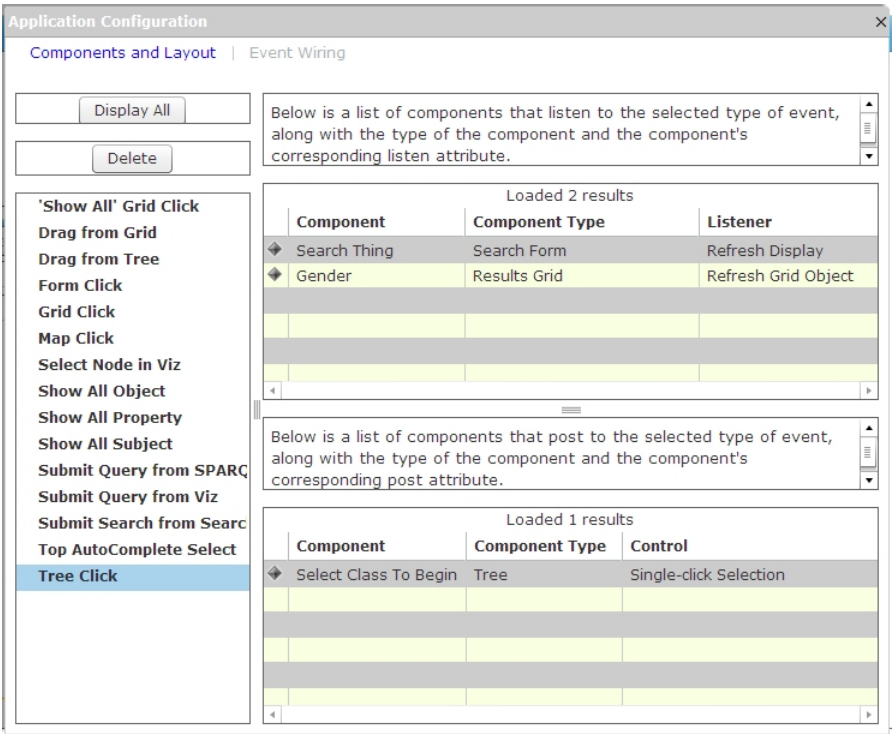 Application Configuration
Components and Layout | Event Wiring
Display All
Delete
'Show All' Grid Click
Drag from Grid
Drag from Tree
Form Click
Grid Click
Map Click
Select Node in Viz
Show All Object
Show All Property
Show All Subject
Submit Query from SPARQ
Submit Query from Viz
Submit Search from Searc
Top AutoComplete Select
Tree Click
Below is a list of components that listen to the selected type of event,
along with the type of the component and the component's
corresponding listen attribute.
Loaded 2 results
Component Component Type Listener
Search Thing Search Form Refresh Display
Gender Results Grid Refresh Grid Object
Below is a list of components that post to the selected type of event,
along with the type of the component and the component's
corresponding post attribute.
Loaded 1 results
Component Component Type Control
Select Class To Begin Tree Single-click Selection